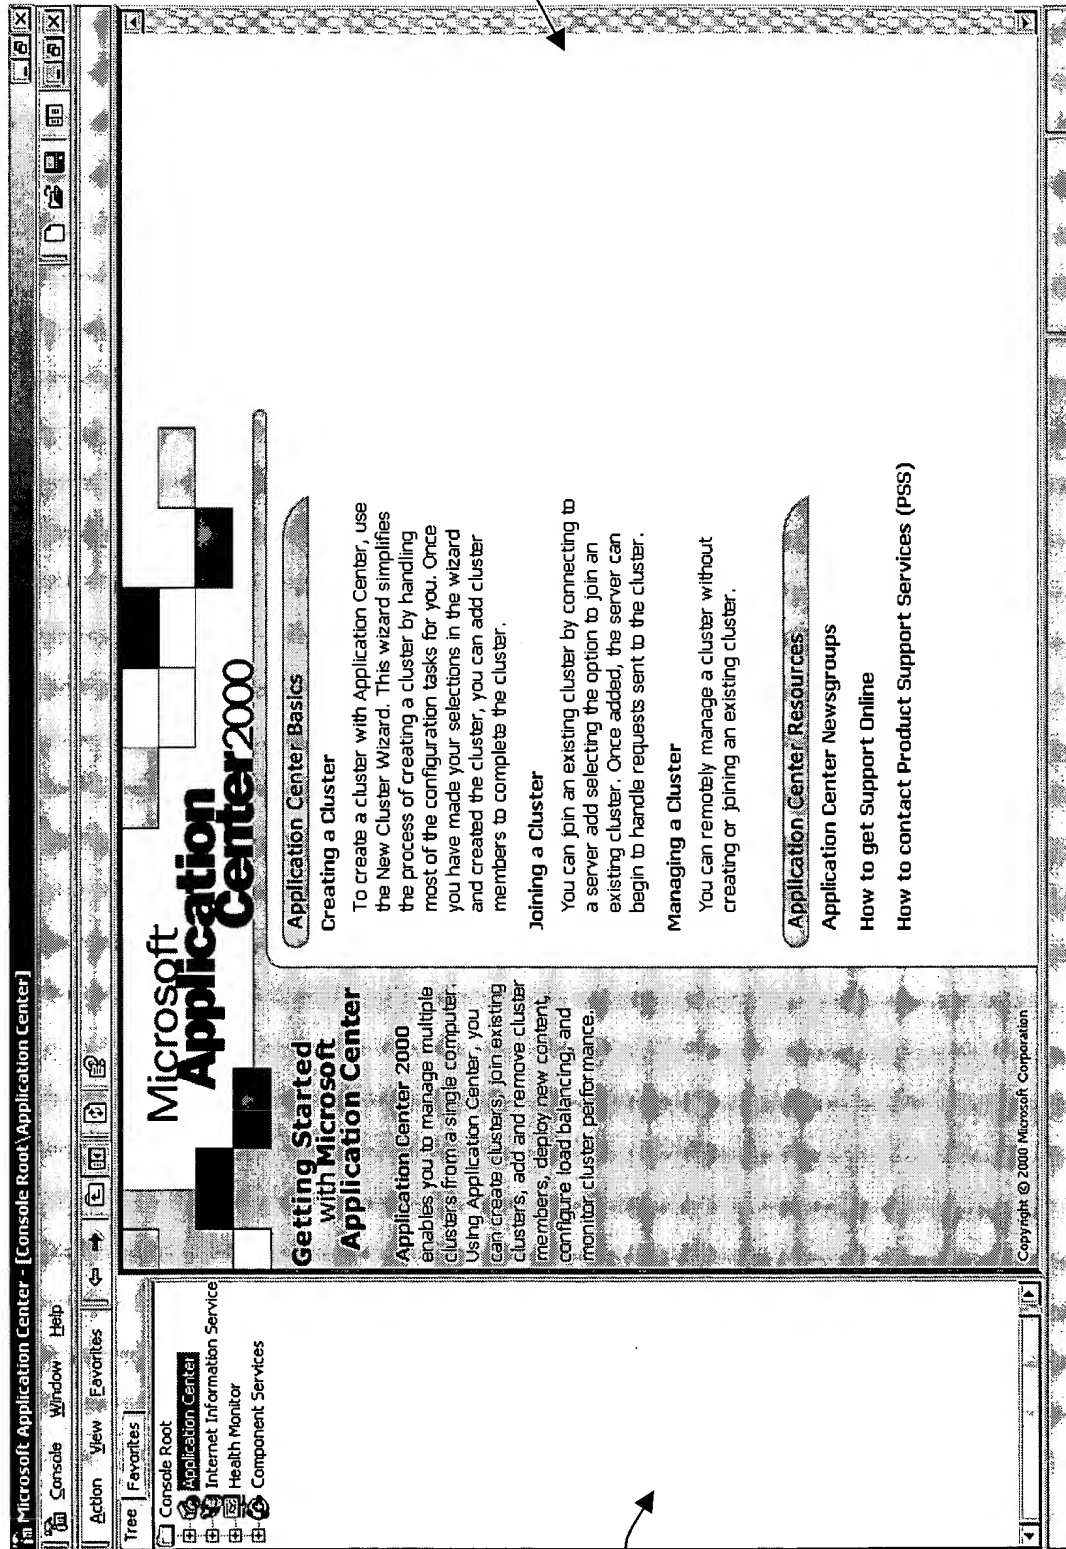 Microsoft Application Center - [Console Root\Application Center]
Console Window Help
Action View Favorites
Tree Favorites
Console Root
Application Center
Internet Information Service
Health Monitor
Component Services
Microsoft
Application
Center2000
Getting Started
with Microsoft
Application Center
Application Center 2000
enables you to manage multiple
clusters from a single computer.
Using Application Center, you
can create clusters, join existing
clusters, add and remove cluster
members, deploy new content,
configure load balancing, and
monitor cluster performance.
Copyright © 2000 Microsoft Corporation
Application Center Basics
Creating a Cluster
To create a cluster with Application Center, use
the New Cluster Wizard. This wizard simplifies
the process of creating a cluster by handling
most of the configuration tasks for you. Once
you have made your selections in the wizard
and created the cluster, you can add cluster
members to complete the cluster.
Joining a Cluster
You can join an existing cluster by connecting to
a server add selecting the option to join an
existing cluster. Once added, the server can
begin to handle requests sent to the cluster.
Managing a Cluster
You can remotely manage a cluster without
creating or joining an existing cluster.
Application Center Resources
Application Center Newsgroups
How to get Support Online
How to contact Product Support Services (PSS)